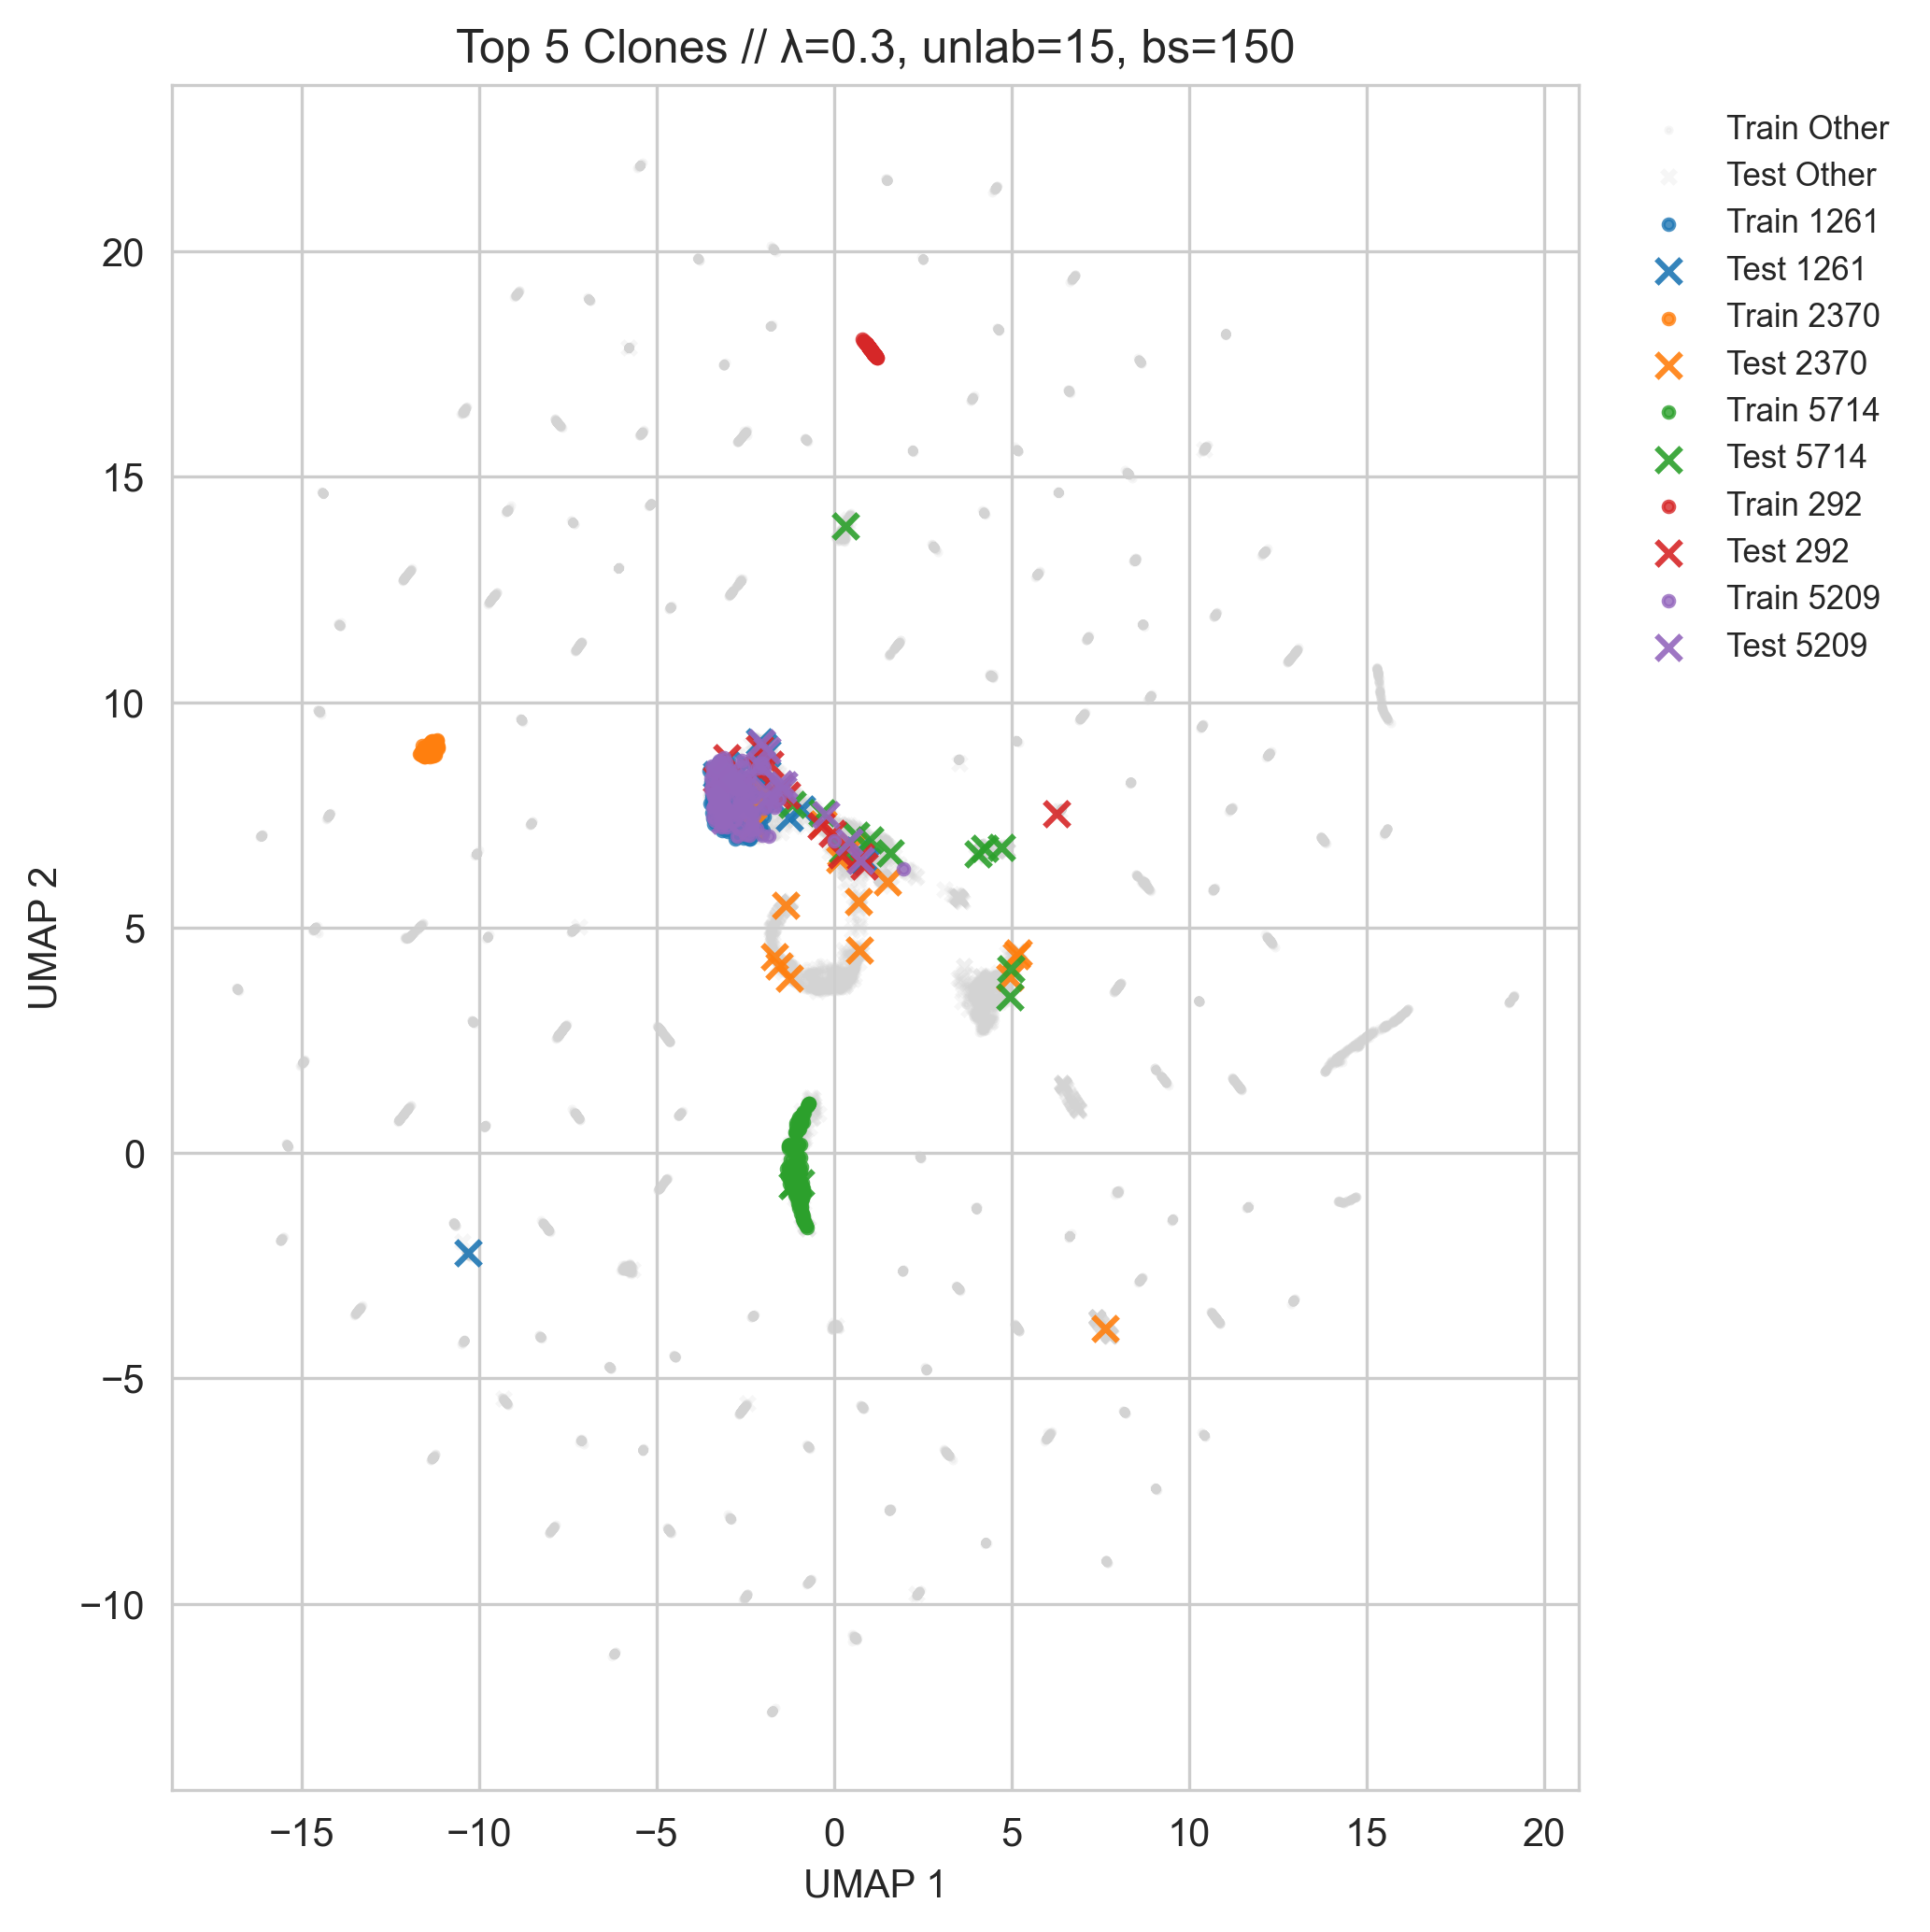 Top 5 Clones // λ=0.3, unlab=15, bs=150
Train Other
Test Other
Train 1261
Test 1261
Train 2370
Test 2370
Train 5714
Test 5714
Train 292
Test 292
Train 5209
Test 5209
UMAP 2
20
15
10
5
0
−5
−10
−15
−10
−5
0
5
10
15
20
UMAP 1